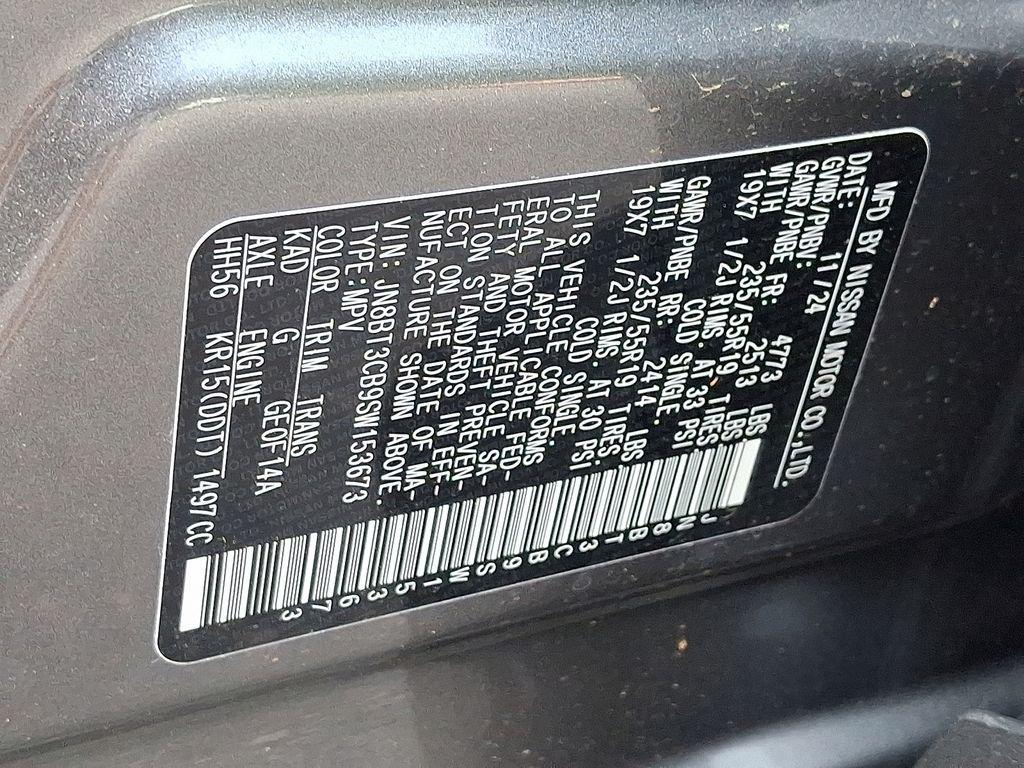 MFD BY NISSAN MOTOR CO.,LTD.
DATE: 11/24
GVWR/PNBV: 4773 LBS
GAWR/PNBE FR: 2513 LBS
WITH 235/55R19 TIRES
19X7 1/2J RIMS. AT 33 PSI
COLD SINGLE.
GAWR/PNBE RR: 2414 LBS
WITH 235/55R19 TIRES.
19X7 1/2J RIMS. AT 30 PSI
COLD SINGLE.
THIS VEHICLE CONFORMS
TO ALL APPLICABLE FED-
ERAL MOTOR VEHICLE SA-
FETY AND THEFT PREVEN-
TION STANDARDS IN EFF-
ECT ON THE DATE OF MA-
NUFACTURE SHOWN ABOVE.
VIN: JN8BT3CB9SW153673
TYPE:MPV
COLOR TRIM TRANS
KAD G GEOF14A
AXLE ENGINE
HH56 KR15(DDT) 1497CC
JN8BT3CB9SW153673